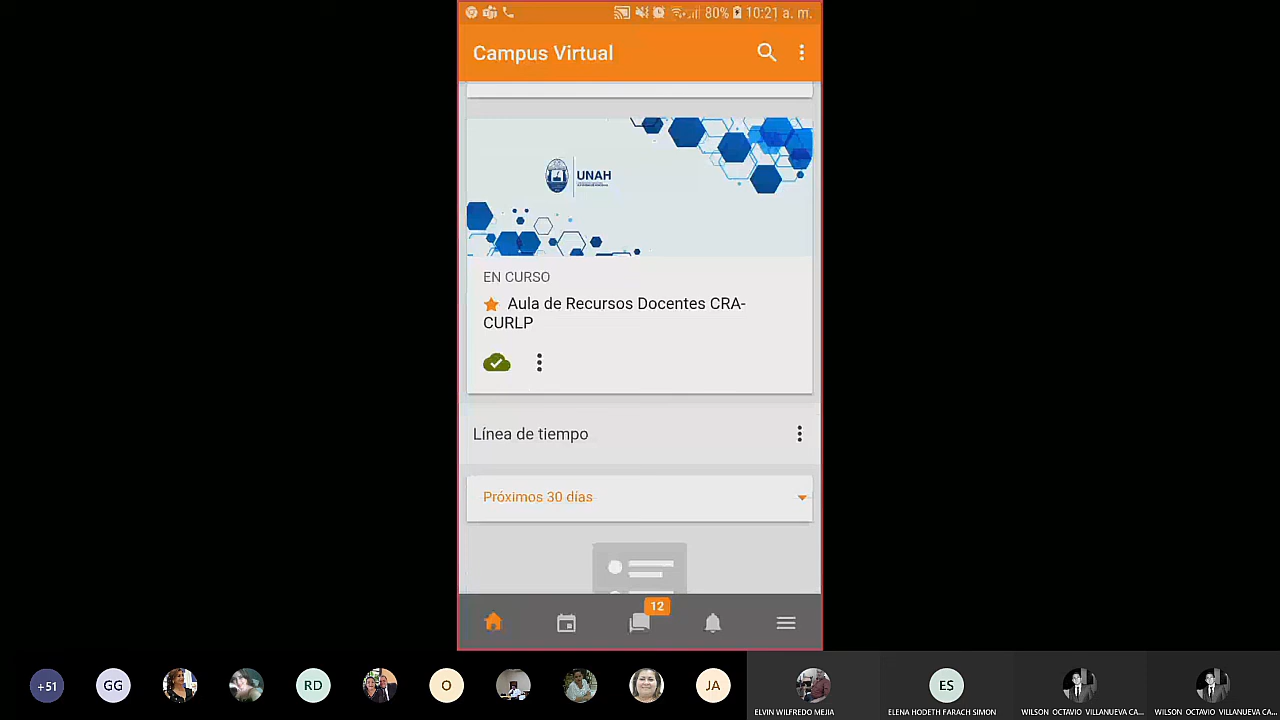 80% 10:21 a. m.
Campus Virtual
UNAH
EN CURSO
Aula de Recursos Docentes CRA-
CURLP
Línea de tiempo
Próximos 30 días
12
+51
GG
RD
O
JA
ES
ELVIN WILFREDO MEJIA
ELENA HODETH FARACH SIMON
WILSON OCTAVIO VILLANUEVA CA...
WILSON OCTAVIO VILLANUEVA CA...